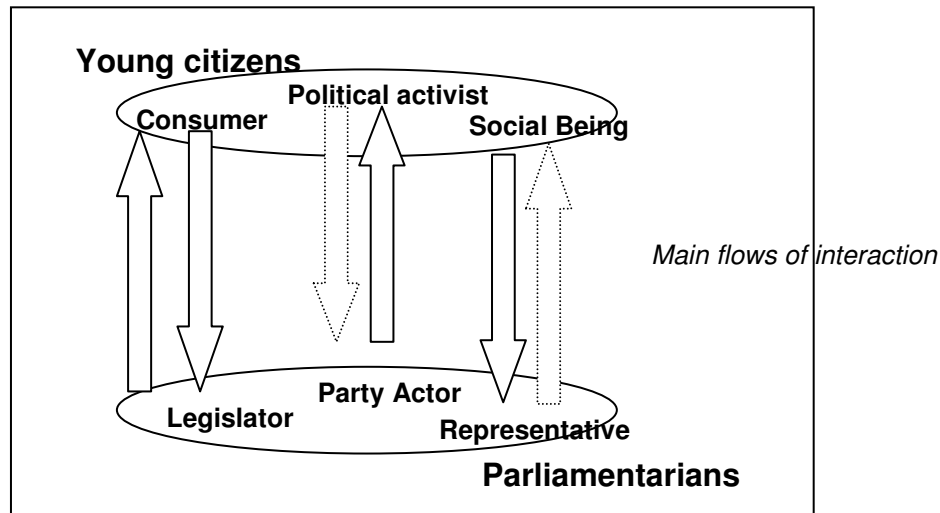 Young citizens
Political activist
Consumer
Social Being
Main flows of interaction
Party Actor
Legislator
Representative
Parliamentarians